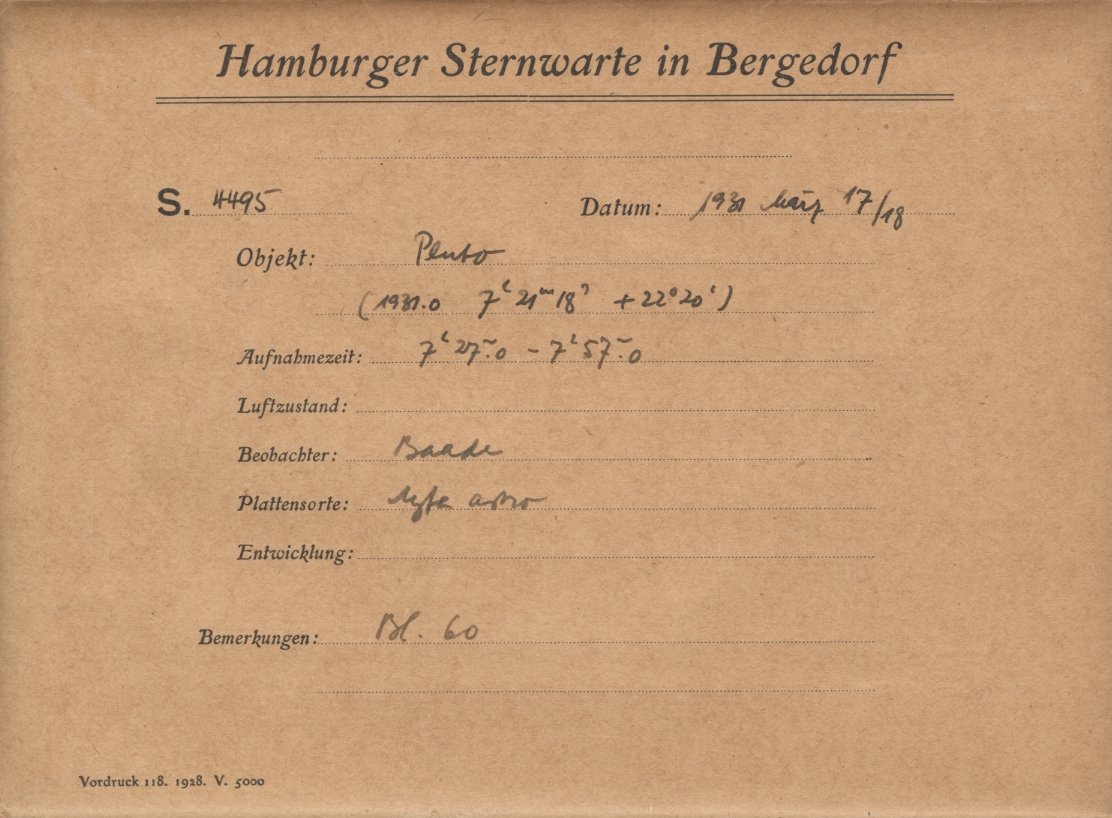 Hamburger Sternwarte in Bergedorf
S. 4495 Datum: 1931 März 17/18
Objekt: Pluto
(1931.0 7ʰ 21ᵐ 18ˢ +22° 20')
Aufnahmezeit: 7ʰ 27ᵐ.0 – 7ʰ 57ᵐ.0
Luftzustand:
Beobachter: Baade
Plattensorte: Agfa astro
Entwicklung:
Bemerkungen: Bl. 60
Vordruck 118. 1928. V. 5000